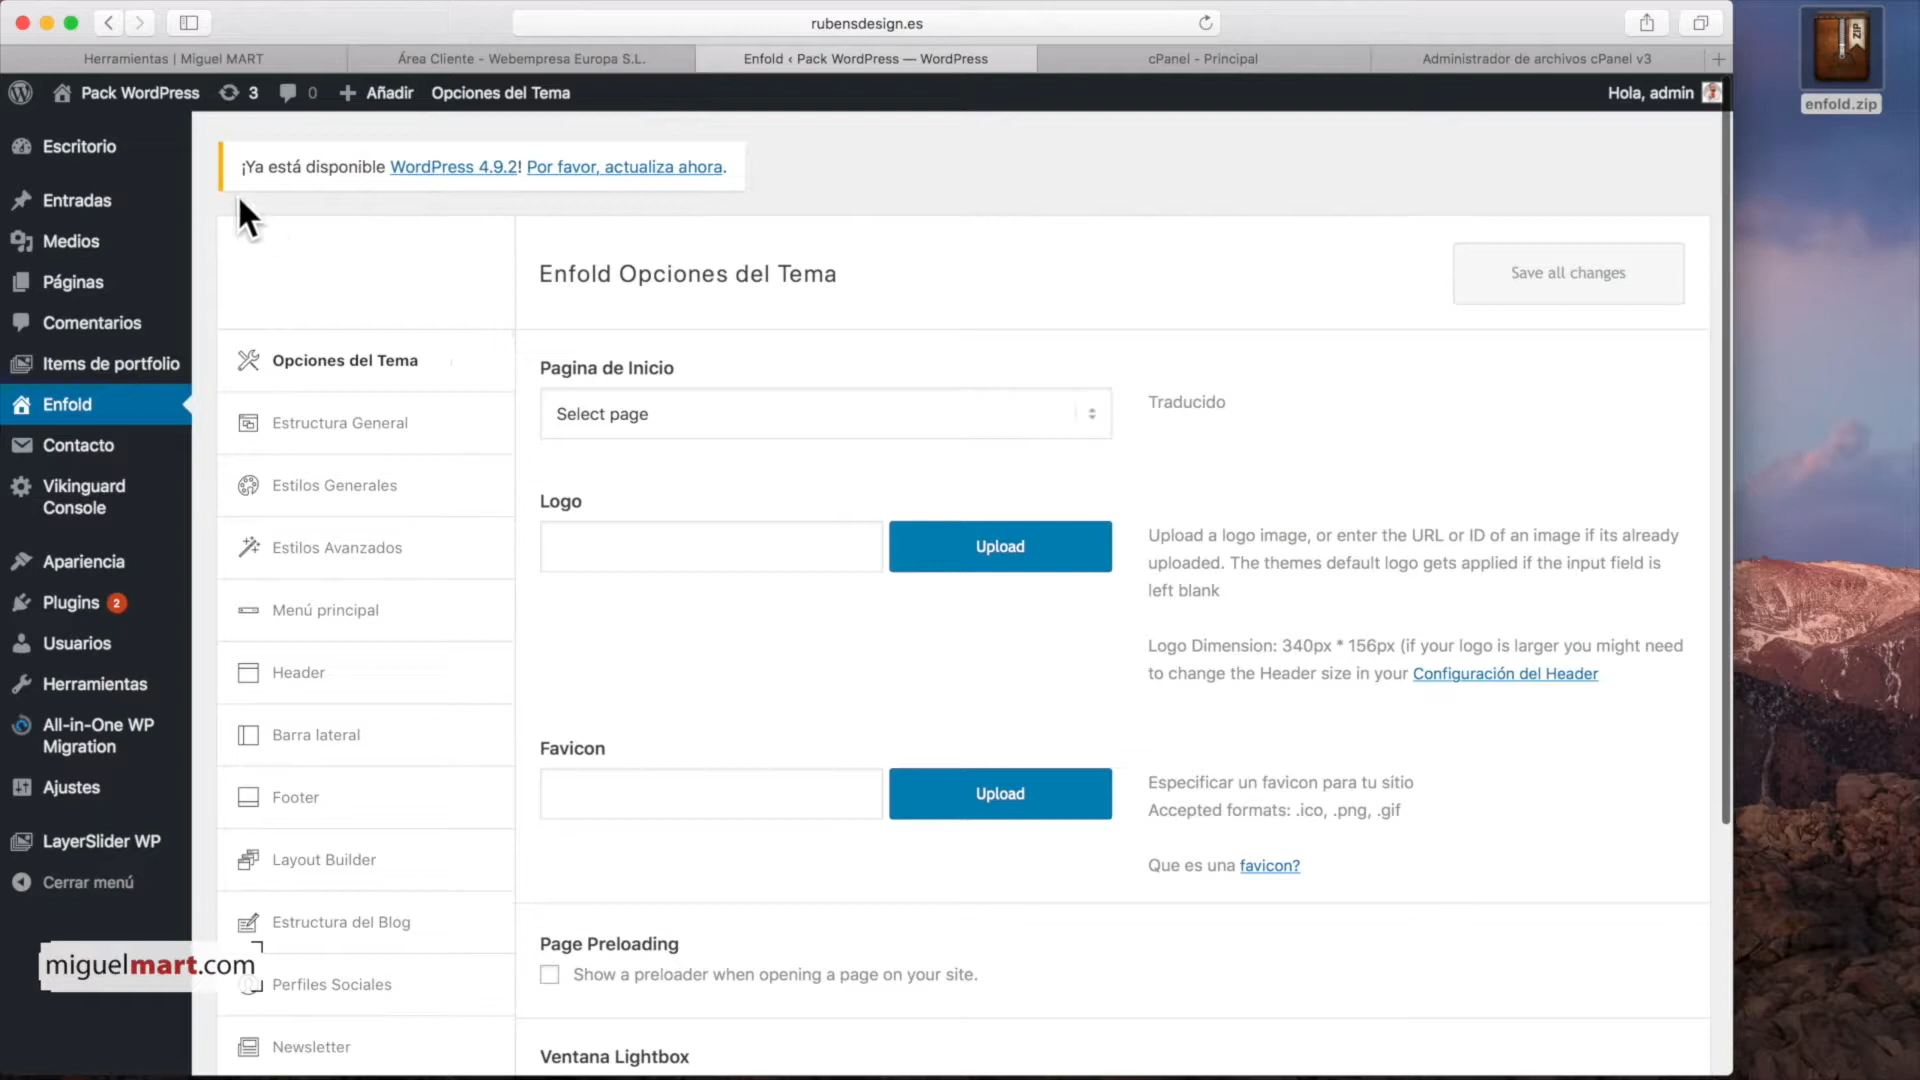 rubensdesign.es
Herramientas | Miguel MART
Área Cliente - Webempresa Europa S.L.
Enfold ‹ Pack WordPress — WordPress
cPanel - Principal
Administrador de archivos cPanel v3
Pack WordPress
3
0
Añadir
Opciones del Tema
Hola, admin
ZIP
enfold.zip
Escritorio
Entradas
Medios
Páginas
Comentarios
Items de portfolio
Enfold
Contacto
Vikinguard
Console
Apariencia
Plugins 2
Usuarios
Herramientas
All-in-One WP
Migration
Ajustes
LayerSlider WP
Cerrar menú
miguelmart.com
¡Ya está disponible WordPress 4.9.2! Por favor, actualiza ahora.
Opciones del Tema
Estructura General
Estilos Generales
Estilos Avanzados
Menú principal
Header
Barra lateral
Footer
Layout Builder
Estructura del Blog
Perfiles Sociales
Newsletter
Enfold Opciones del Tema
Save all changes
Pagina de Inicio
Select page
Traducido
Logo
Upload
Upload a logo image, or enter the URL or ID of an image if its already
uploaded. The themes default logo gets applied if the input field is
left blank
Logo Dimension: 340px * 156px (if your logo is larger you might need
to change the Header size in your Configuración del Header
Favicon
Upload
Especificar un favicon para tu sitio
Accepted formats: .ico, .png, .gif
Que es una favicon?
Page Preloading
Show a preloader when opening a page on your site.
Ventana Lightbox